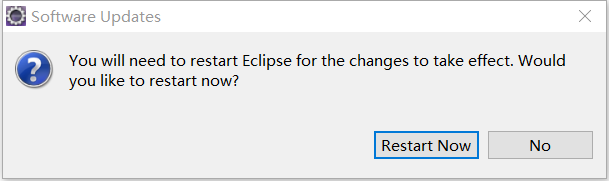 Software Updates
You will need to restart Eclipse for the changes to take effect. Would
you like to restart now?
Restart Now
No